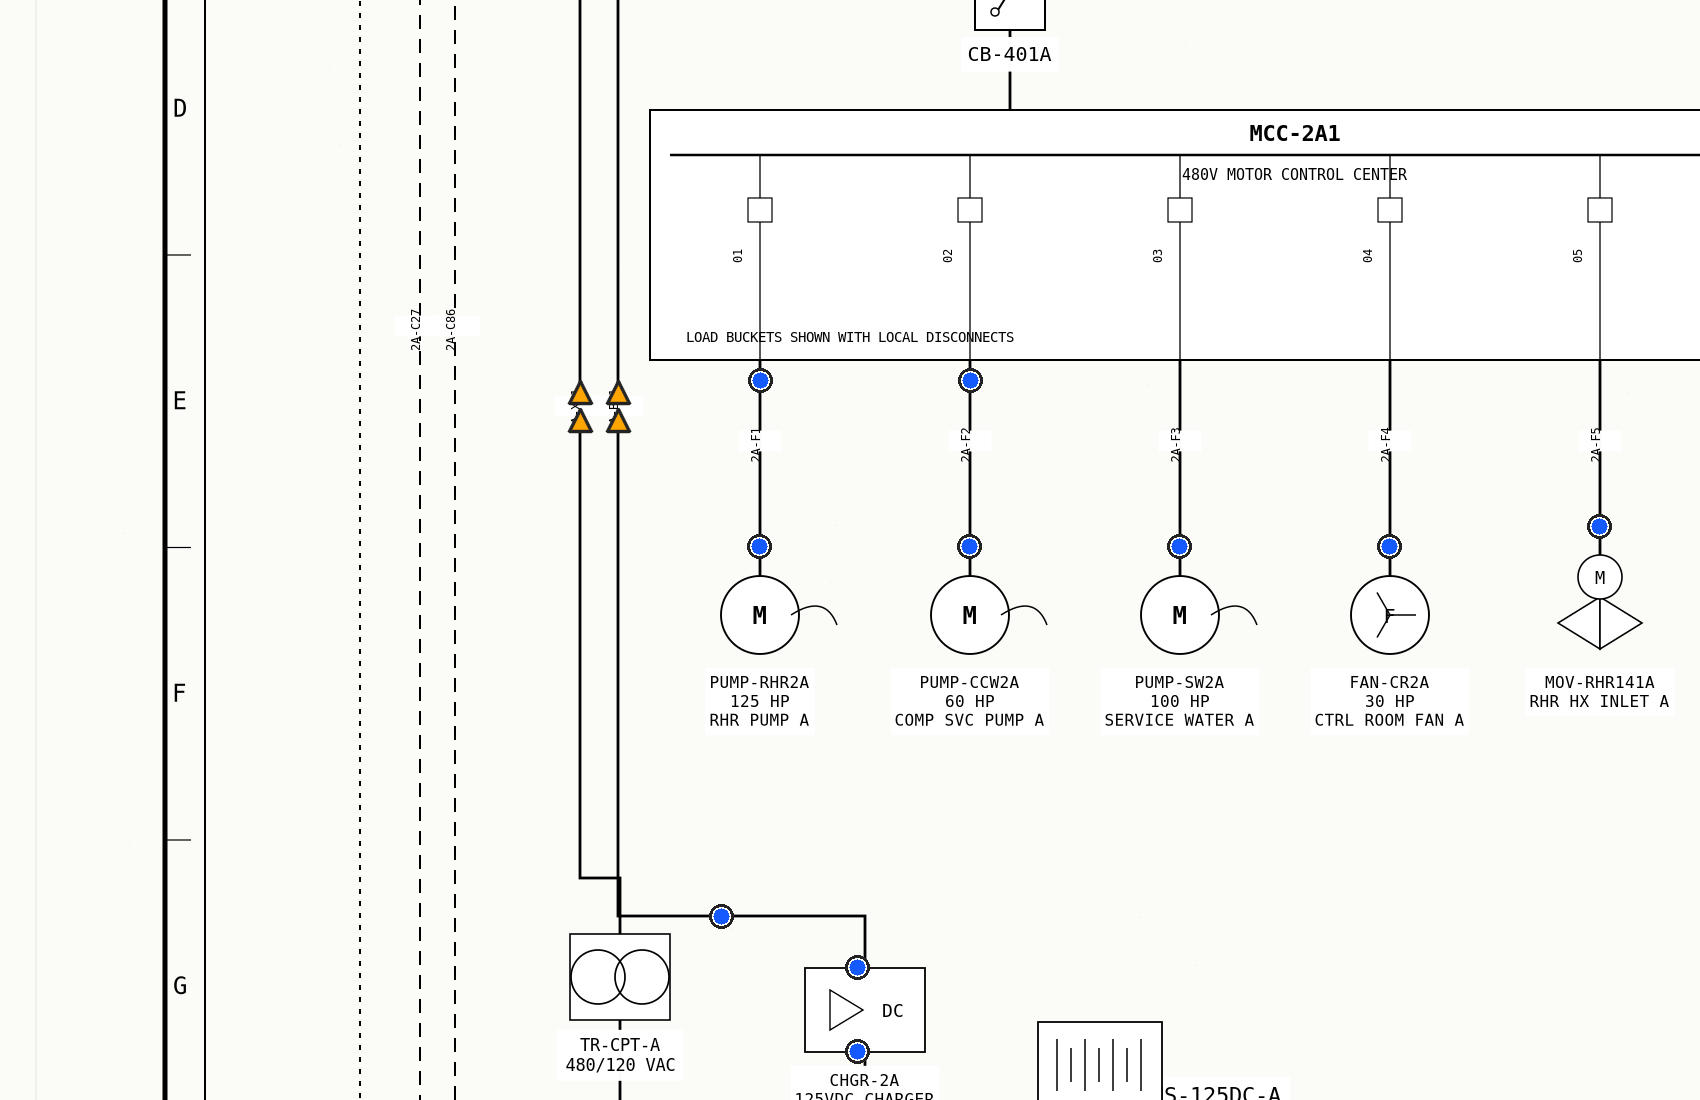 CB-401A
D
MCC-2A1
480V MOTOR CONTROL CENTER
01
02
03
04
05
2A-C27
2A-C86
LOAD BUCKETS SHOWN WITH LOCAL DISCONNECTS
E
2A-F1
2A-F2
2A-F3
2A-F4
2A-F5
M
M
M
F
M
PUMP-RHR2A
125 HP
RHR PUMP A
PUMP-CCW2A
60 HP
COMP SVC PUMP A
PUMP-SW2A
100 HP
SERVICE WATER A
FAN-CR2A
30 HP
CTRL ROOM FAN A
MOV-RHR141A
RHR HX INLET A
F
G
DC
TR-CPT-A
480/120 VAC
CHGR-2A
125VDC CHARGER
S-125DC-A